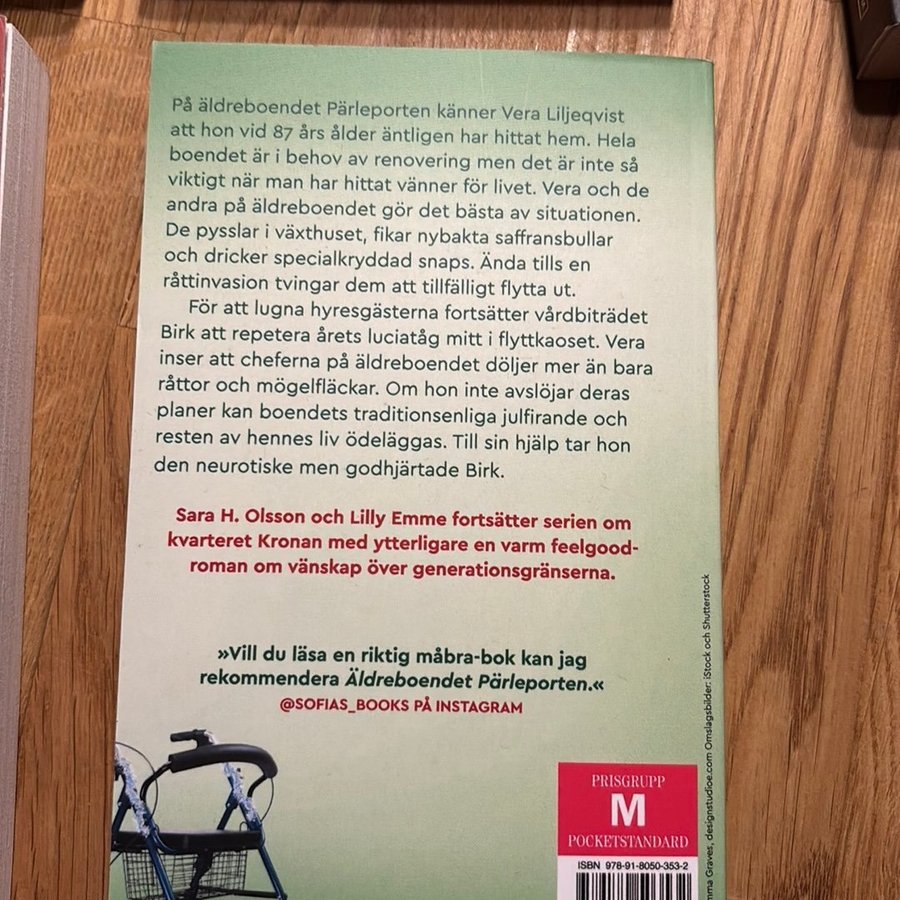 På äldreboendet Pärleporten känner Vera Liljeqvist
att hon vid 87 års ålder äntligen har hittat hem. Hela
boendet är i behov av renovering men det är inte så
viktigt när man har hittat vänner för livet. Vera och de
andra på äldreboendet gör det bästa av situationen.
De pysslar i växthuset, fikar nybakta saffransbullar
och dricker specialkryddad snaps. Ända tills en
råttinvasion tvingar dem att tillfälligt flytta ut.
För att lugna hyresgästerna fortsätter vårdbiträdet
Birk att repetera årets luciatåg mitt i flyttkaoset. Vera
inser att cheferna på äldreboendet döljer mer än bara
råttor och mögelfläckar. Om hon inte avslöjar deras
planer kan boendets traditionsenliga julfirande och
resten av hennes liv ödeläggas. Till sin hjälp tar hon
den neurotiske men godhjärtade Birk.
Sara H. Olsson och Lilly Emme fortsätter serien om
kvarteret Kronan med ytterligare en varm feelgood-
roman om vänskap över generationsgränserna.
»Vill du läsa en riktig måbra-bok kan jag
rekommendera Äldreboendet Pärleporten.«
@SOFIAS_BOOKS PÅ INSTAGRAM
PRISGRUPP
M
POCKETSTANDARD
ISBN 978-91-8050-353-2
Graves, designstudioe.com Omslagsbilder: iStock och Shutterstock